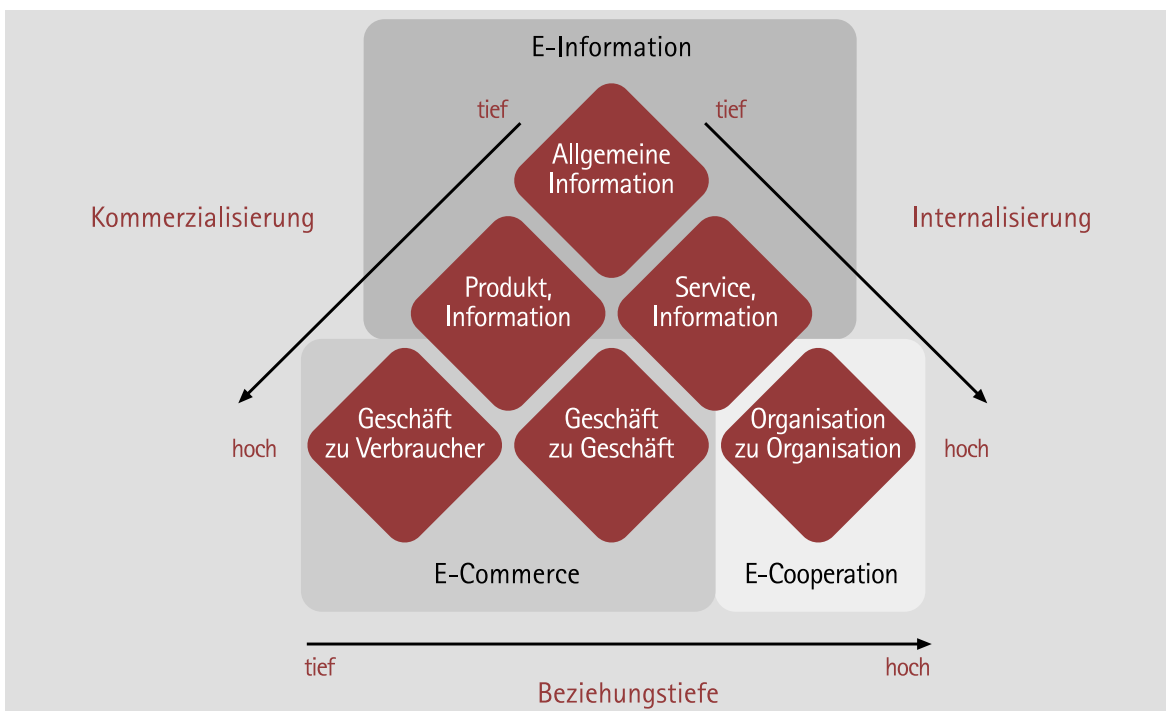 E-Information
tief
tief
Allgemeine
Information
Kommerzialisierung
Internalisierung
Produkt,
Information
Service,
Information
Geschäft
zu Verbraucher
Geschäft
zu Geschäft
Organisation
zu Organisation
hoch
hoch
E-Commerce
E-Cooperation
tief
hoch
Beziehungstiefe